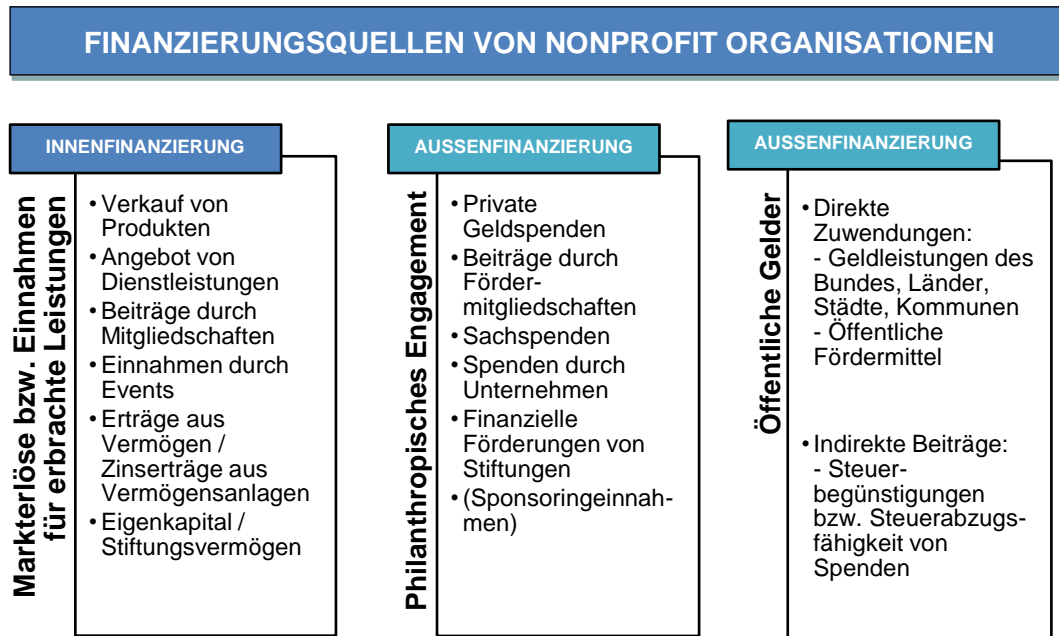 FINANZIERUNGSQUELLEN VON NONPROFIT ORGANISATIONEN
INNENFINANZIERUNG
Markterlöse bzw. Einnahmen
für erbrachte Leistungen
• Verkauf von
Produkten
• Angebot von
Dienstleistungen
• Beiträge durch
Mitgliedschaften
• Einnahmen durch
Events
• Erträge aus
Vermögen /
Zinserträge aus
Vermögensanlagen
• Eigenkapital /
Stiftungsvermögen
AUSSENFINANZIERUNG
Philanthropisches Engagement
• Private
Geldspenden
• Beiträge durch
Förder-
mitgliedschaften
• Sachspenden
• Spenden durch
Unternehmen
• Finanzielle
Förderungen von
Stiftungen
• (Sponsoringeinnah-
men)
AUSSENFINANZIERUNG
Öffentliche Gelder
• Direkte
Zuwendungen:
- Geldleistungen des
Bundes, Länder,
Städte, Kommunen
- Öffentliche
Fördermittel
• Indirekte Beiträge:
- Steuer-
begünstigungen
bzw. Steuerabzugs-
fähigkeit von
Spenden